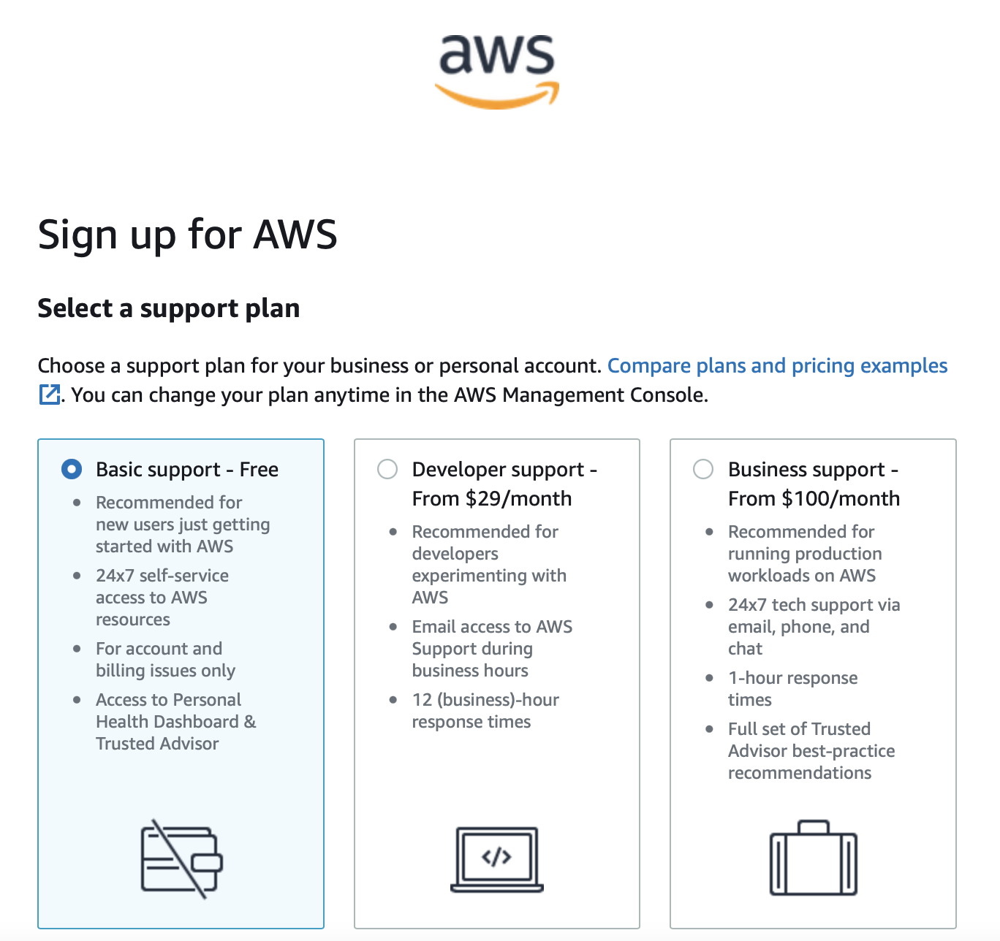 aws
Sign up for AWS
Select a support plan
Choose a support plan for your business or personal account. Compare plans and pricing examples
. You can change your plan anytime in the AWS Management Console.
Basic support - Free
• Recommended for
new users just getting
started with AWS
• 24x7 self-service
access to AWS
resources
• For account and
billing issues only
• Access to Personal
Health Dashboard &
Trusted Advisor
Developer support -
From $29/month
• Recommended for
developers
experimenting with
AWS
• Email access to AWS
Support during
business hours
• 12 (business)-hour
response times
</>
Business support -
From $100/month
• Recommended for
running production
workloads on AWS
• 24x7 tech support via
email, phone, and
chat
• 1-hour response
times
• Full set of Trusted
Advisor best-practice
recommendations